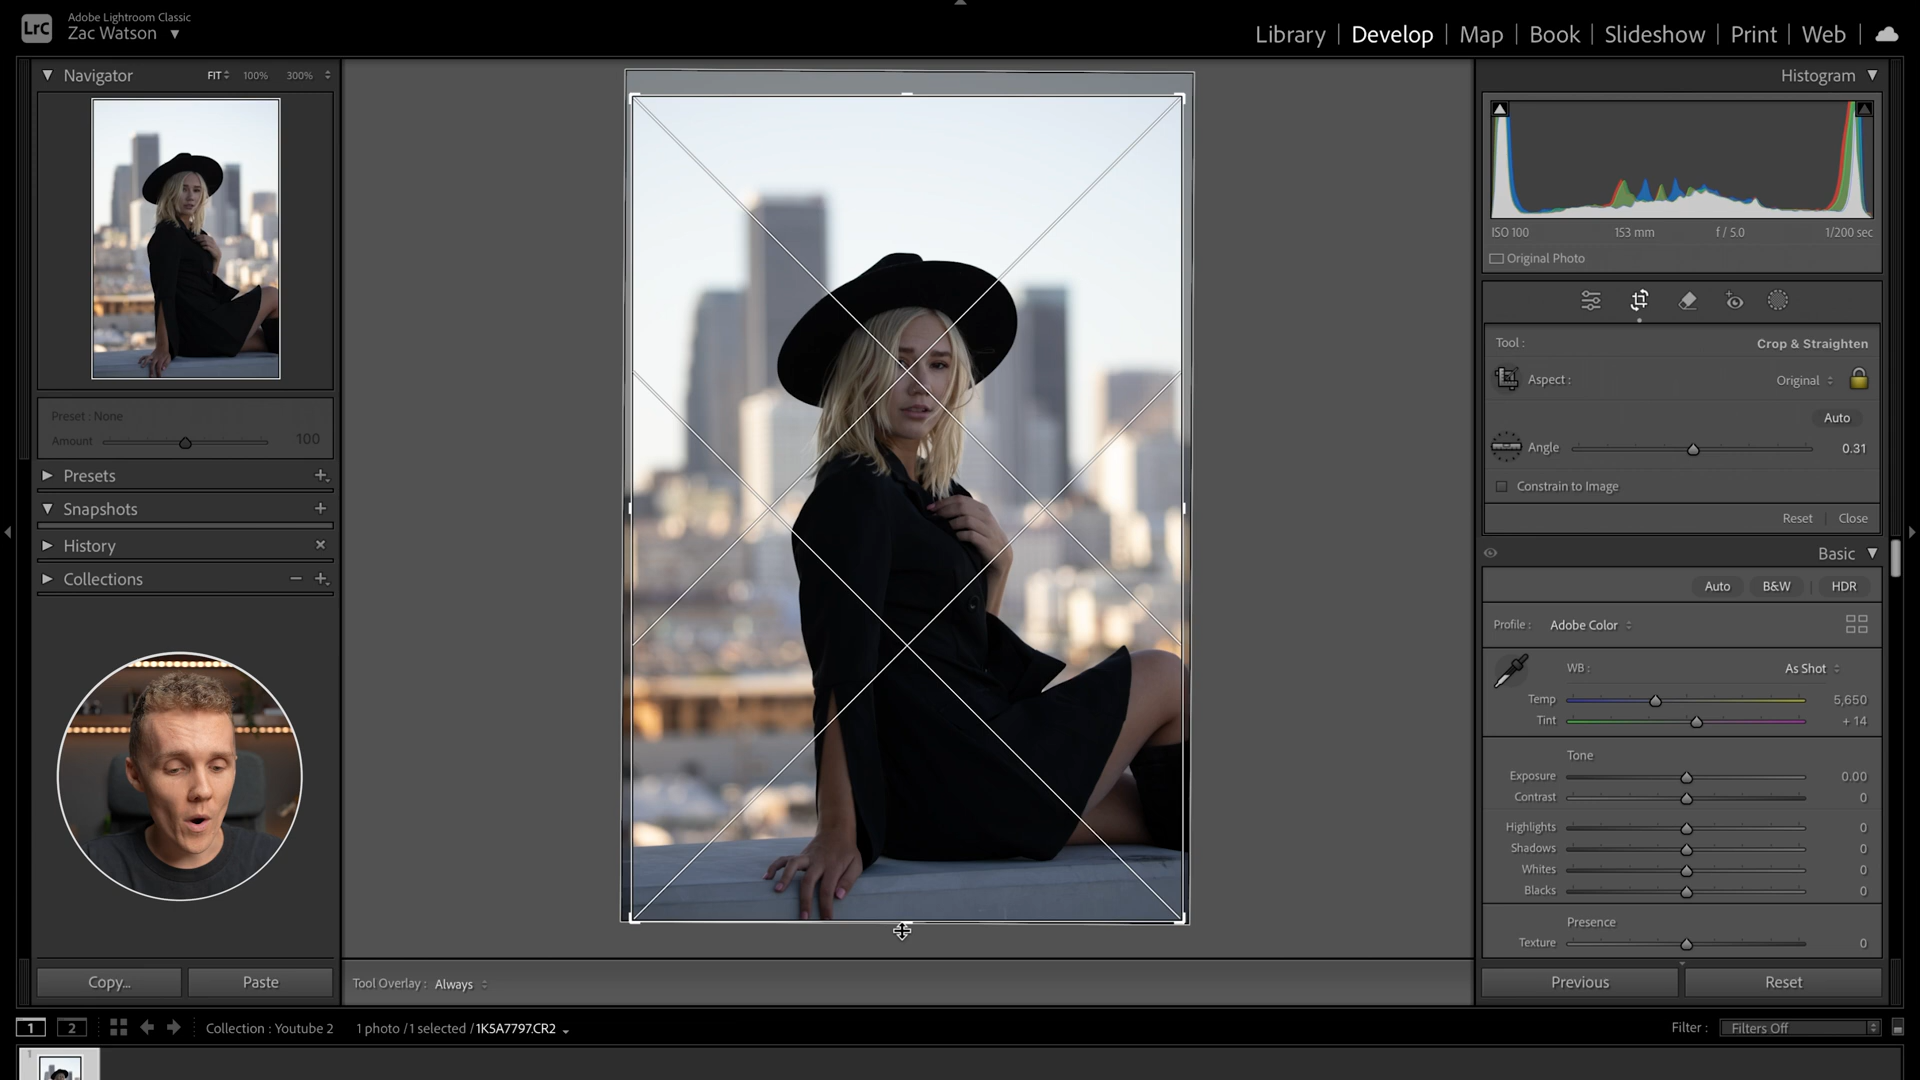 LrC
Adobe Lightroom Classic
Zac Watson
Library | Develop | Map | Book | Slideshow | Print | Web
Navigator FIT 100% 300%
Preset : None
Amount 100
Presets
Snapshots
History
Collections
Copy... Paste
Tool Overlay : Always
Histogram
ISO 100 153 mm f / 5.0 1/200 sec
Original Photo
Tool : Crop & Straighten
Aspect : Original
Auto
Angle 0.31
Constrain to Image
Reset | Close
Basic
Auto B&W | HDR
Profile : Adobe Color
WB : As Shot
Temp 5,650
Tint + 14
Tone
Exposure 0.00
Contrast 0
Highlights 0
Shadows 0
Whites 0
Blacks 0
Presence
Texture 0
Previous Reset
1 2 Collection : Youtube 2 1 photo / 1 selected / 1K5A7797.CR2 Filter : Filters Off
1